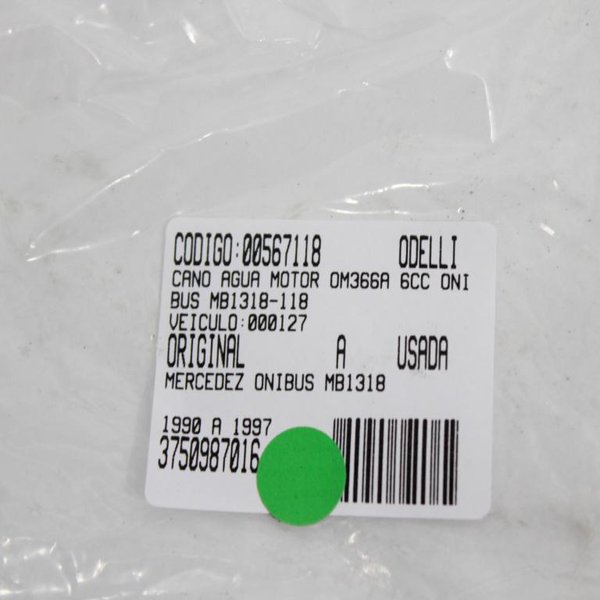 CODIGO:00567118 ODELLI
CANO AGUA MOTOR OM366A 6CC ONI
BUS MB1318-118
VEICULO:000127
ORIGINAL A USADA
MERCEDEZ ONIBUS MB1318
1990 A 1997
3750987016